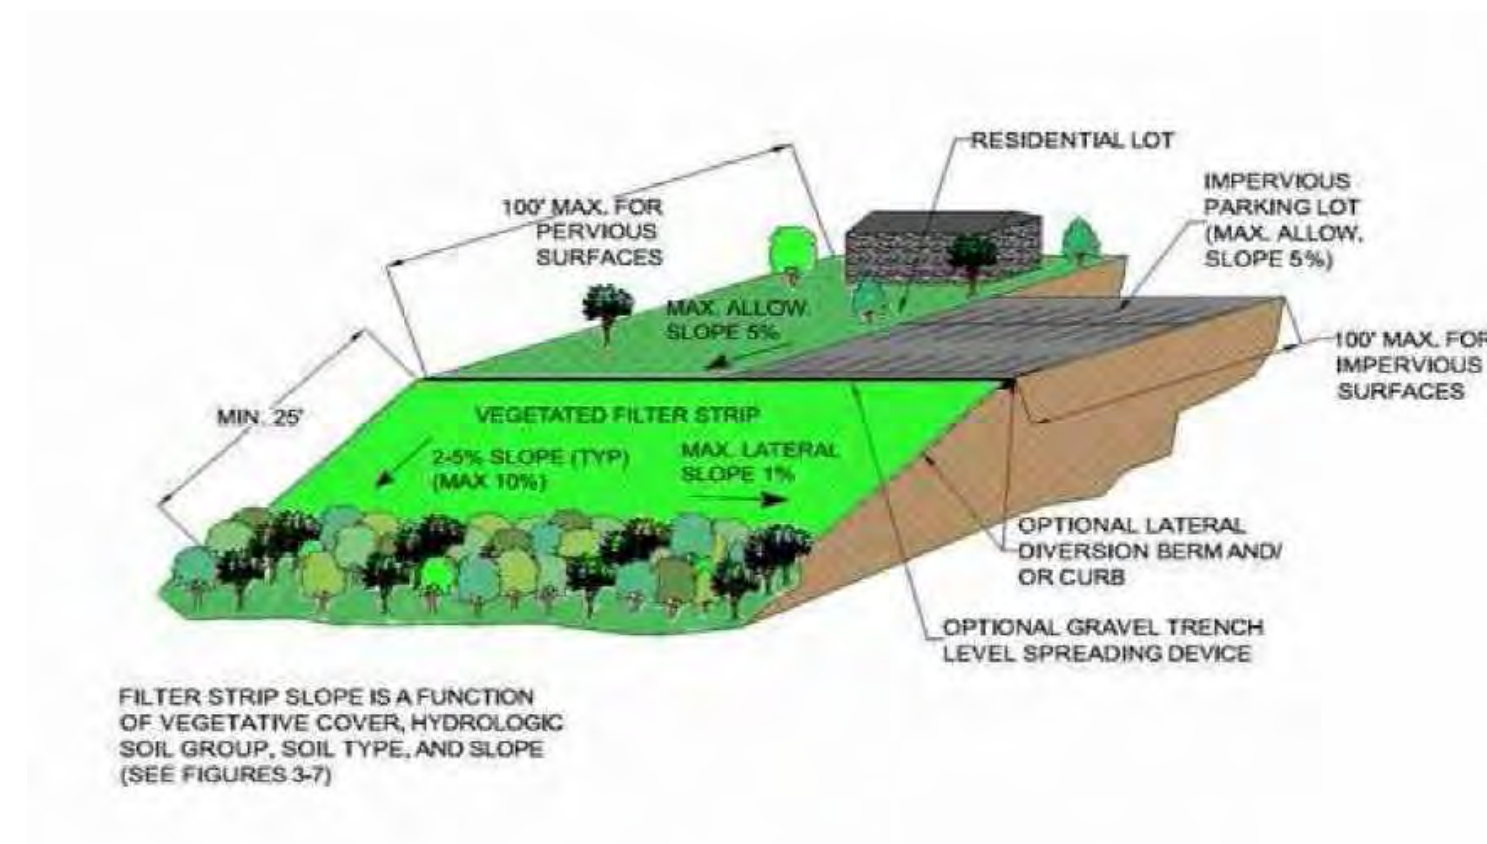 RESIDENTIAL LOT
IMPERVIOUS
PARKING LOT
(MAX. ALLOW,
SLOPE 5%)
100' MAX. FOR
PERVIOUS
SURFACES
MAX. ALLOW.
SLOPE 5%
100' MAX. FOR
IMPERVIOUS
SURFACES
MIN. 25'
VEGETATED FILTER STRIP
2-5% SLOPE (TYP)
(MAX 10%)
MAX. LATERAL
SLOPE 1%
OPTIONAL LATERAL
DIVERSION BERM AND/
OR CURB
OPTIONAL GRAVEL TRENCH
LEVEL SPREADING DEVICE
FILTER STRIP SLOPE IS A FUNCTION
OF VEGETATIVE COVER, HYDROLOGIC
SOIL GROUP, SOIL TYPE, AND SLOPE
(SEE FIGURES 3-7)